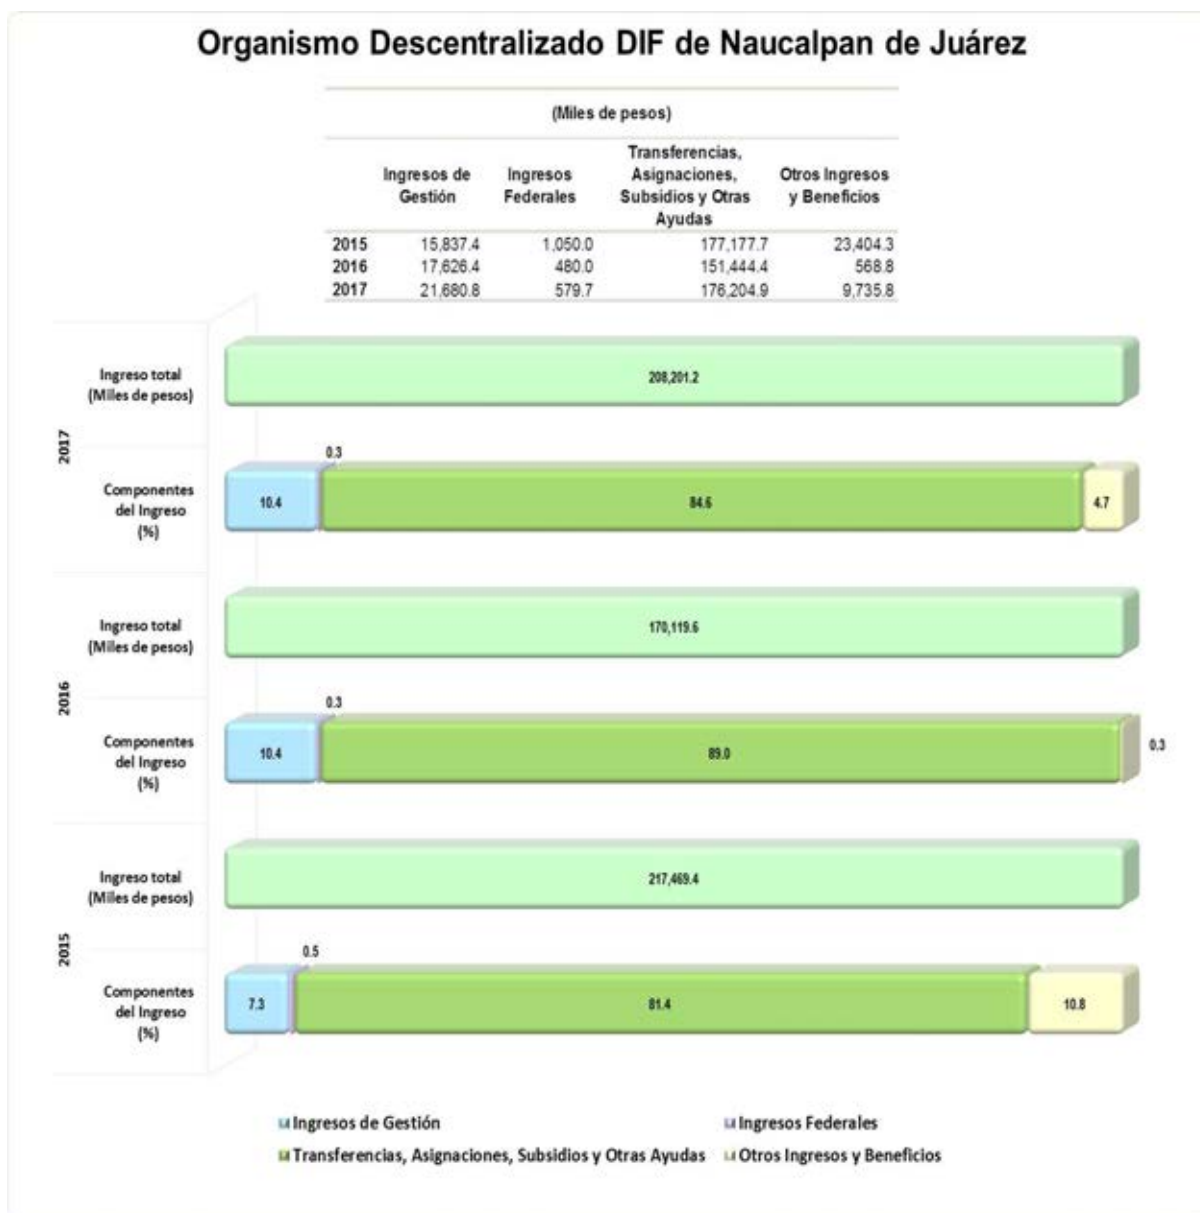 Organismo Descentralizado DIF de Naucalpan de Juárez
(Miles de pesos)
Ingresos de Gestión
Ingresos Federales
Transferencias, Asignaciones, Subsidios y Otras Ayudas
Otros Ingresos y Beneficios
2015 15,837.4 1,050.0 177,177.7 23,404.3
2016 17,626.4 480.0 151,444.4 568.8
2017 21,680.8 579.7 176,204.9 9,735.8
2017
Ingreso total
(Miles de pesos)
208,201.2
0.3
Componentes
del Ingreso
(%)
10.4 84.6 4.7
2016
Ingreso total
(Miles de pesos)
170,119.6
0.3
Componentes
del Ingreso
(%)
10.4 89.0 0.3
2015
Ingreso total
(Miles de pesos)
217,469.4
0.5
Componentes
del Ingreso
(%)
7.3 81.4 10.8
Ingresos de Gestión
Ingresos Federales
Transferencias, Asignaciones, Subsidios y Otras Ayudas
Otros Ingresos y Beneficios